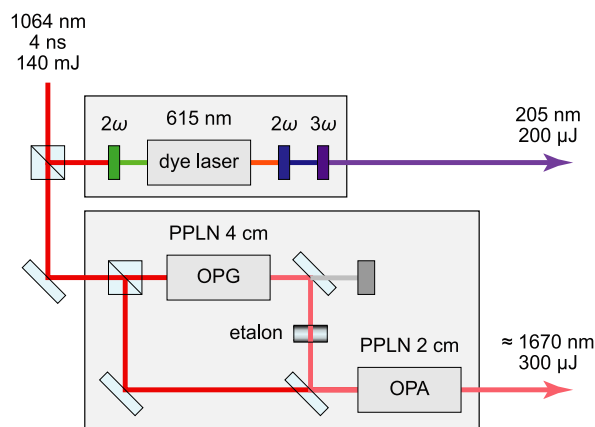 1064 nm
4 ns
140 mJ
2ω
615 nm
2ω
3ω
dye laser
205 nm
200 µJ
PPLN 4 cm
OPG
etalon
PPLN 2 cm
OPA
≈ 1670 nm
300 µJ